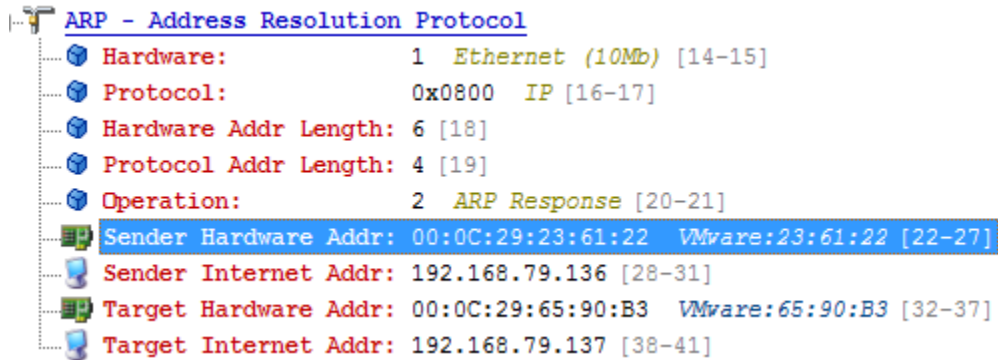 ARP - Address Resolution Protocol
Hardware: 1 Ethernet (10Mb) [14-15]
Protocol: 0x0800 IP [16-17]
Hardware Addr Length: 6 [18]
Protocol Addr Length: 4 [19]
Operation: 2 ARP Response [20-21]
Sender Hardware Addr: 00:0C:29:23:61:22 VMware:23:61:22 [22-27]
Sender Internet Addr: 192.168.79.136 [28-31]
Target Hardware Addr: 00:0C:29:65:90:B3 VMware:65:90:B3 [32-37]
Target Internet Addr: 192.168.79.137 [38-41]